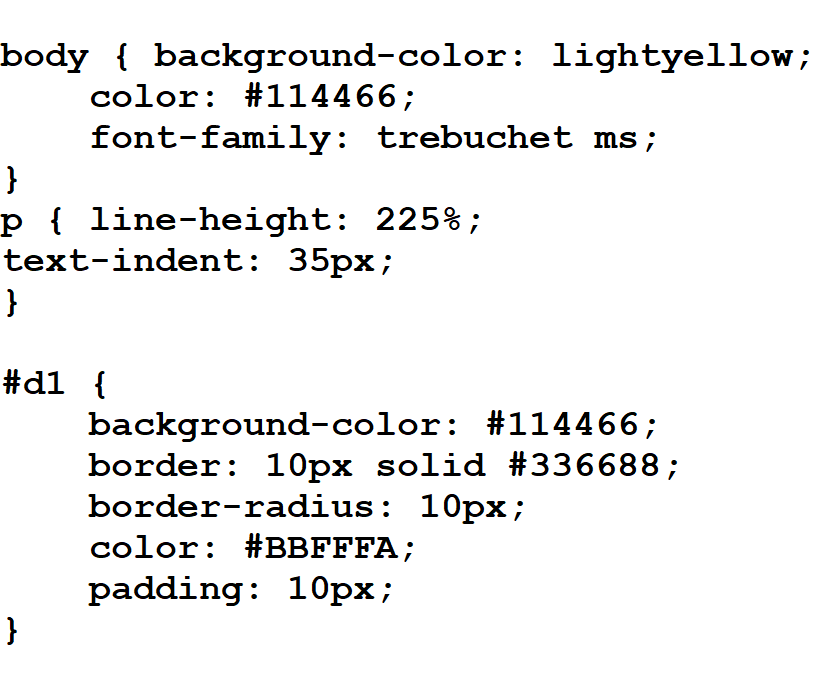 body { background-color: lightyellow;
    color: #114466;
    font-family: trebuchet ms;
}
p { line-height: 225%;
text-indent: 35px;
}

#d1 {
    background-color: #114466;
    border: 10px solid #336688;
    border-radius: 10px;
    color: #BBFFFA;
    padding: 10px;
}